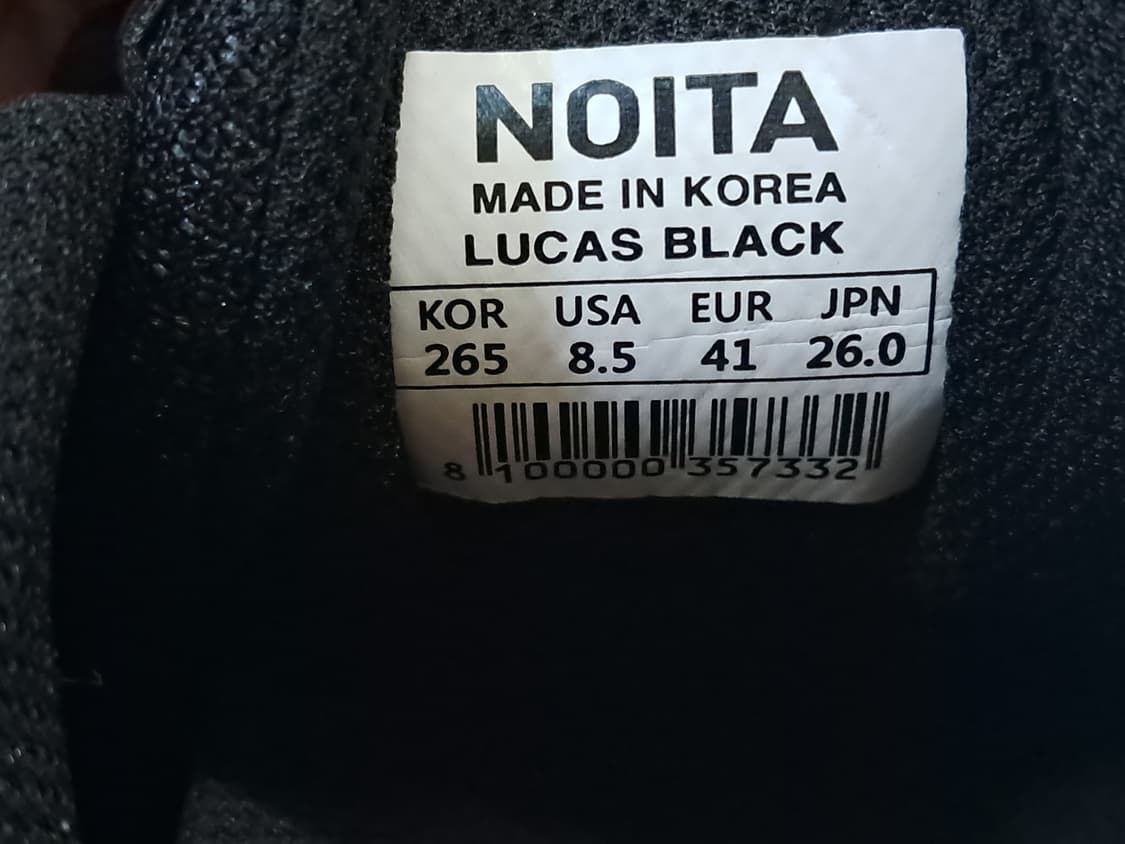 NOITA
MADE IN KOREA
LUCAS BLACK
KOR USA EUR JPN
265 8.5 41 26.0
8 100000 357332